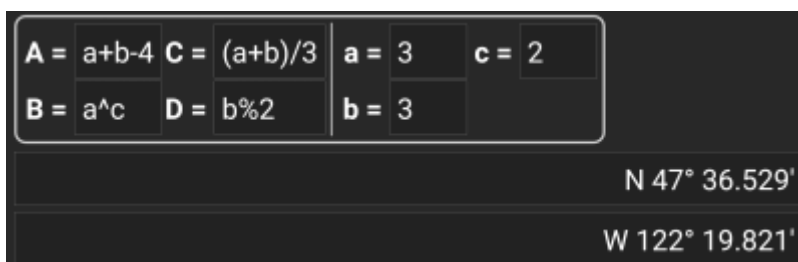 A = a+b-4 C = (a+b)/3 a = 3 c = 2
B = a^c D = b%2 b = 3
N 47° 36.529'
W 122° 19.821'